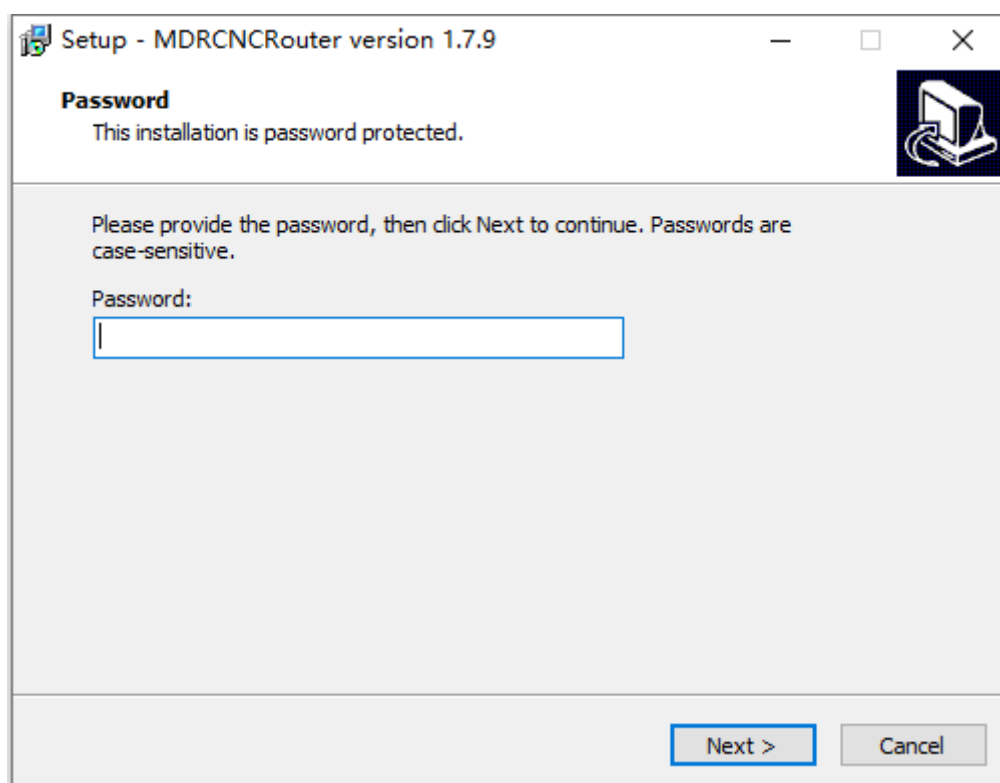 Setup - MDRCNCRouter version 1.7.9
Password
This installation is password protected.
Please provide the password, then click Next to continue. Passwords are
case-sensitive.
Password:
Next >
Cancel